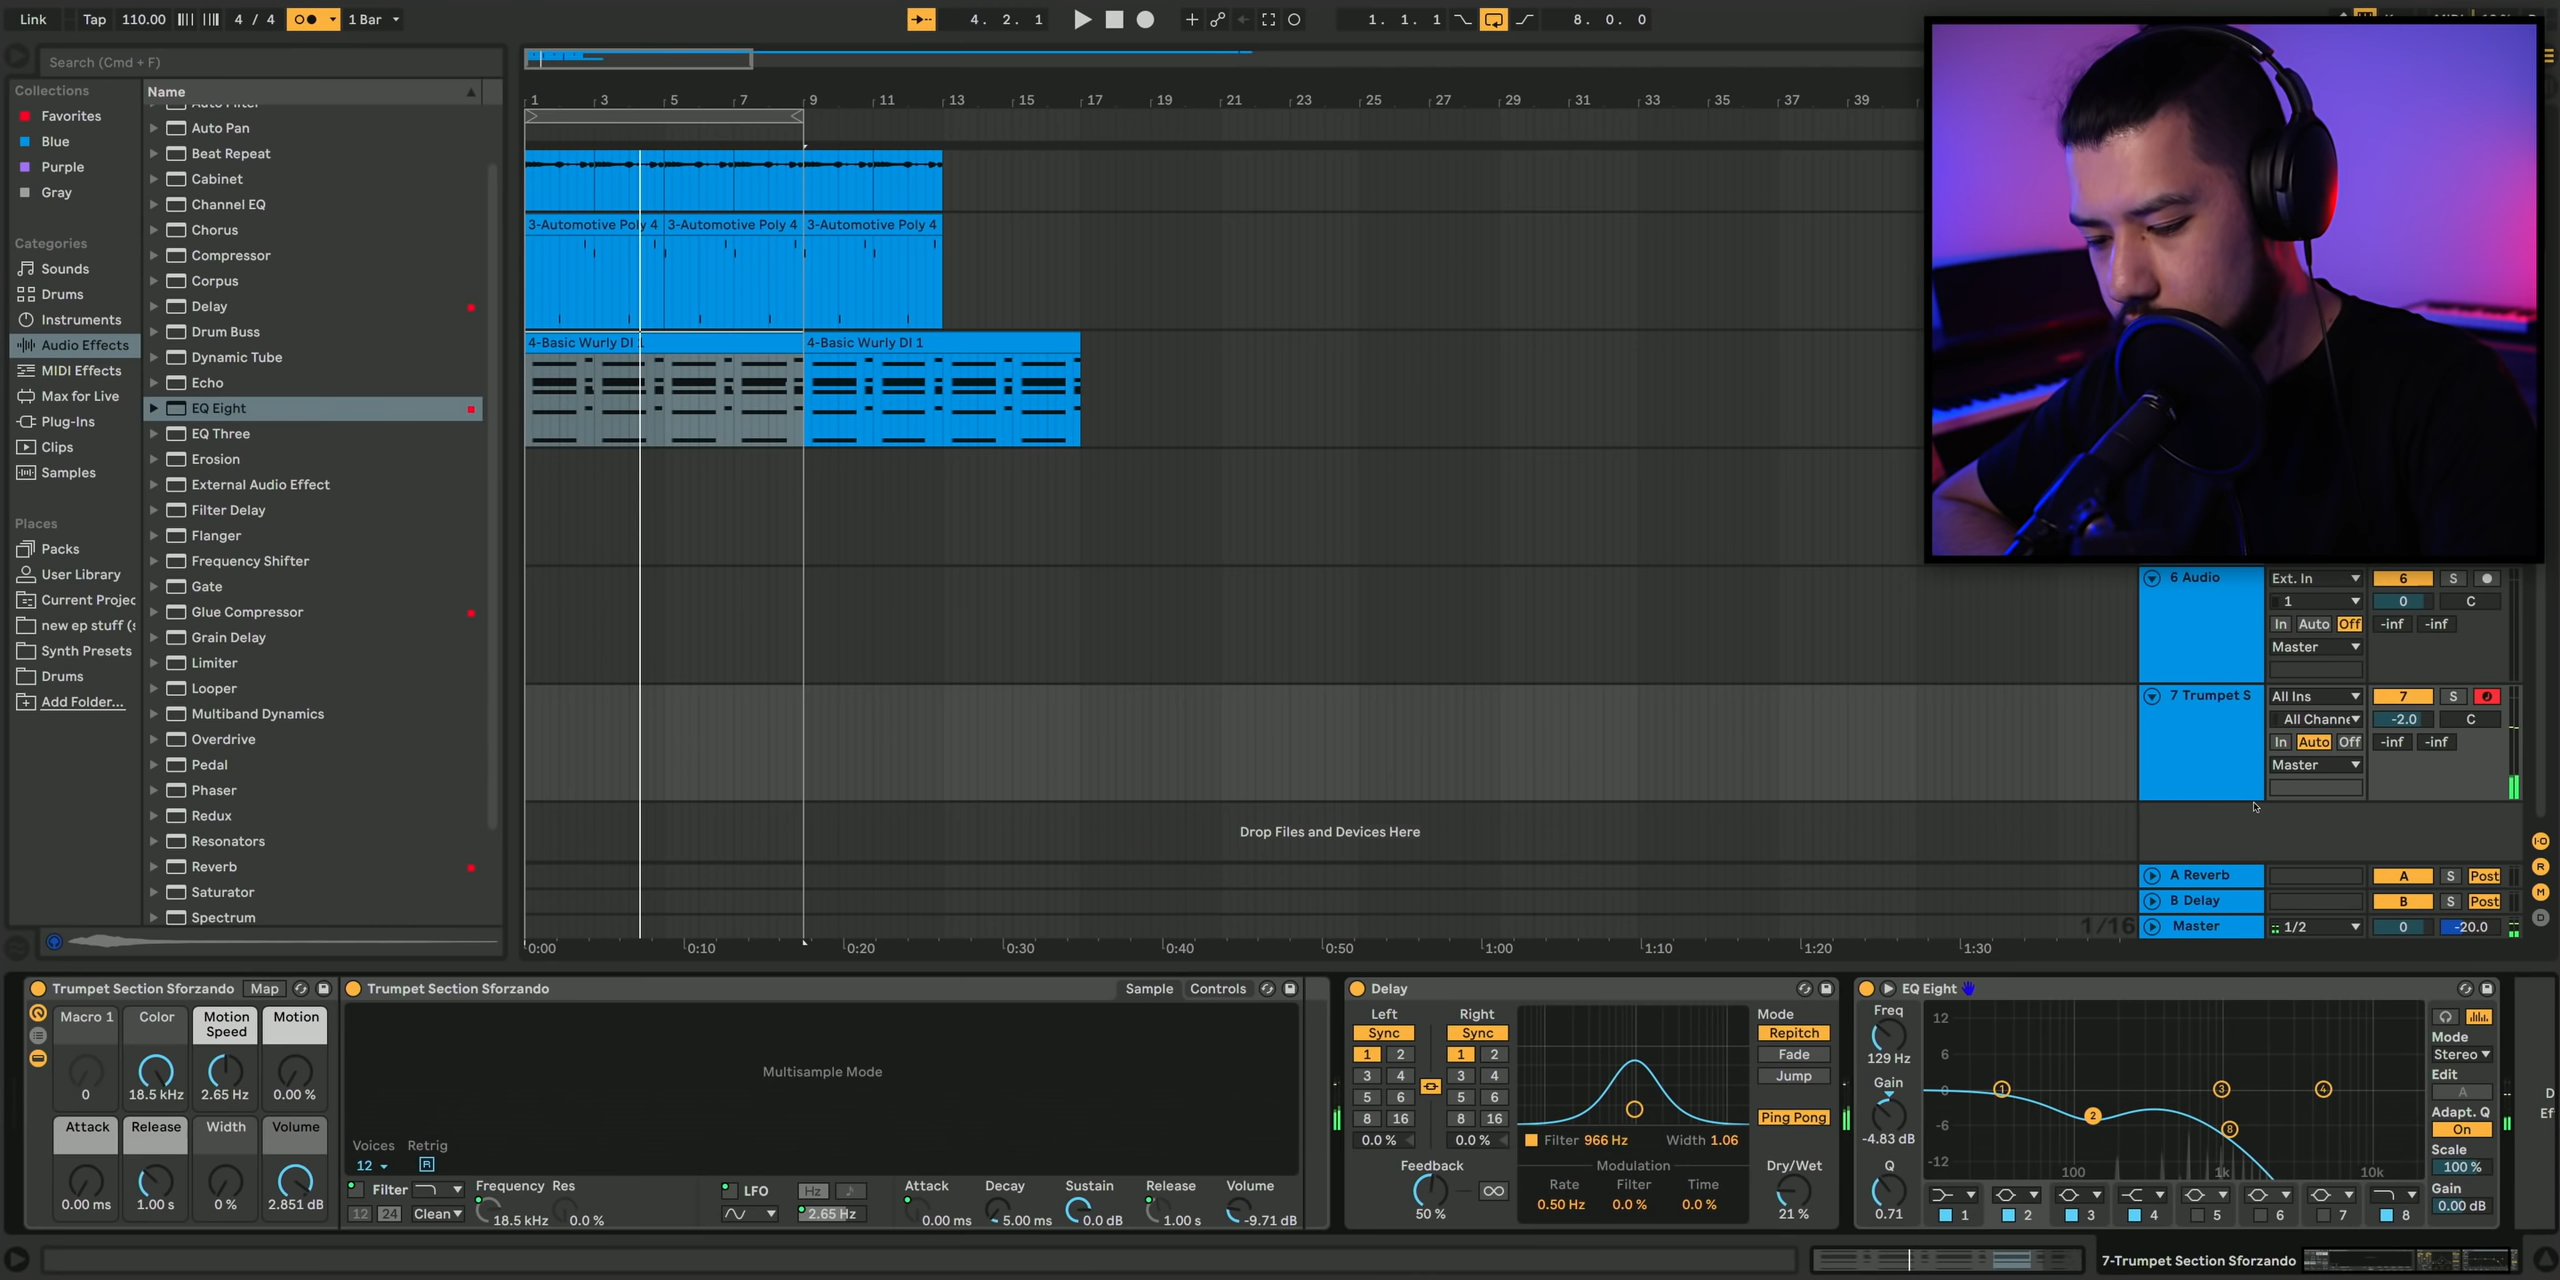 Link
Tap
110.00
4 / 4
1 Bar
4. 2. 1
1. 1. 1
8. 0. 0
Search (Cmd + F)
Collections
Favorites
Blue
Purple
Gray
Categories
Sounds
Drums
Instruments
Audio Effects
MIDI Effects
Max for Live
Plug-Ins
Clips
Samples
Places
Packs
User Library
Current Projec
new ep stuff (s
Synth Presets
Drums
Add Folder...
Name
Auto Filter
Auto Pan
Beat Repeat
Cabinet
Channel EQ
Chorus
Compressor
Corpus
Delay
Drum Buss
Dynamic Tube
Echo
EQ Eight
EQ Three
Erosion
External Audio Effect
Filter Delay
Flanger
Frequency Shifter
Gate
Glue Compressor
Grain Delay
Limiter
Looper
Multiband Dynamics
Overdrive
Pedal
Phaser
Redux
Resonators
Reverb
Saturator
Spectrum
1 3 5 7 9 11 13 15 17 19 21 23 25 27 29 31 33 35 37 39
3-Automotive Poly 4
3-Automotive Poly 4
3-Automotive Poly 4
4-Basic Wurly DI 1
4-Basic Wurly DI 1
Drop Files and Devices Here
1/16
0:00 0:10 0:20 0:30 0:40 0:50 1:00 1:10 1:20 1:30
6 Audio
Ext. In
6
S
1
0
C
In Auto Off
-inf -inf
Master
7 Trumpet S
All Ins
7
S
All Channe
-2.0
C
In Auto Off
-inf -inf
Master
A Reverb
A
S
Post
B Delay
B
S
Post
Master
1/2
0
-20.0
I-O
R
M
D
Trumpet Section Sforzando
Map
Macro 1
Color
Motion Speed
Motion
0
18.5 kHz
2.65 Hz
0.00 %
Attack
Release
Width
Volume
0.00 ms
1.00 s
0 %
2.851 dB
Trumpet Section Sforzando
Sample
Controls
Multisample Mode
Voices
Retrig
12
R
Filter
12 24
Clean
Frequency
Res
18.5 kHz
0.0 %
LFO
Hz
2.65 Hz
Attack
Decay
Sustain
Release
Volume
0.00 ms
5.00 ms
0.0 dB
1.00 s
-9.71 dB
Delay
Left
Right
Sync
Sync
1 2
1 2
3 4
3 4
5 6
5 6
8 16
8 16
0.0 %
0.0 %
Feedback
50 %
Filter 966 Hz
Width 1.06
Modulation
Rate
Filter
Time
0.50 Hz
0.0 %
0.0 %
Mode
Repitch
Fade
Jump
Ping Pong
Dry/Wet
21 %
EQ Eight
Freq
129 Hz
Gain
-4.83 dB
Q
0.71
12
6
0
-6
-12
100
1k
10k
1
2
3
4
8
1 2 3 4 5 6 7 8
Mode
Stereo
Edit
A
Adapt. Q
On
Scale
100 %
Gain
0.00 dB
D
Ef
7-Trumpet Section Sforzando